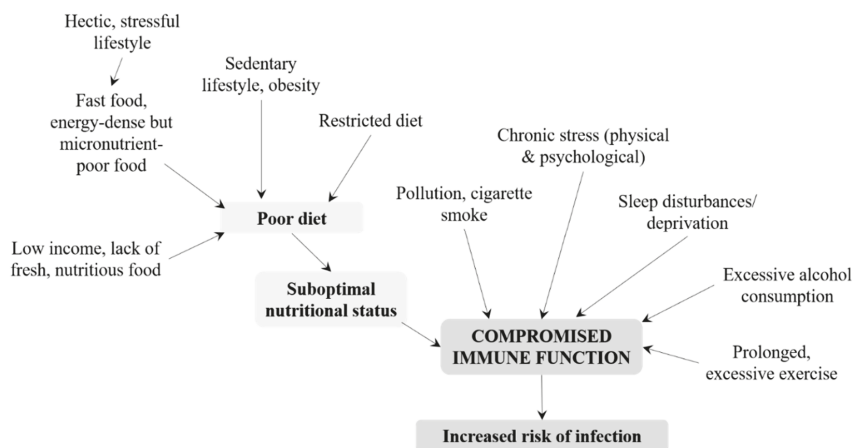 Hectic, stressful
lifestyle
Fast food,
energy-dense but
micronutrient-
poor food
Sedentary
lifestyle, obesity
Restricted diet
Low income, lack of
fresh, nutritious food
Poor diet
Suboptimal
nutritional status
Pollution, cigarette
smoke
Chronic stress (physical
& psychological)
Sleep disturbances/
deprivation
Excessive alcohol
consumption
Prolonged,
excessive exercise
COMPROMISED
IMMUNE FUNCTION
Increased risk of infection